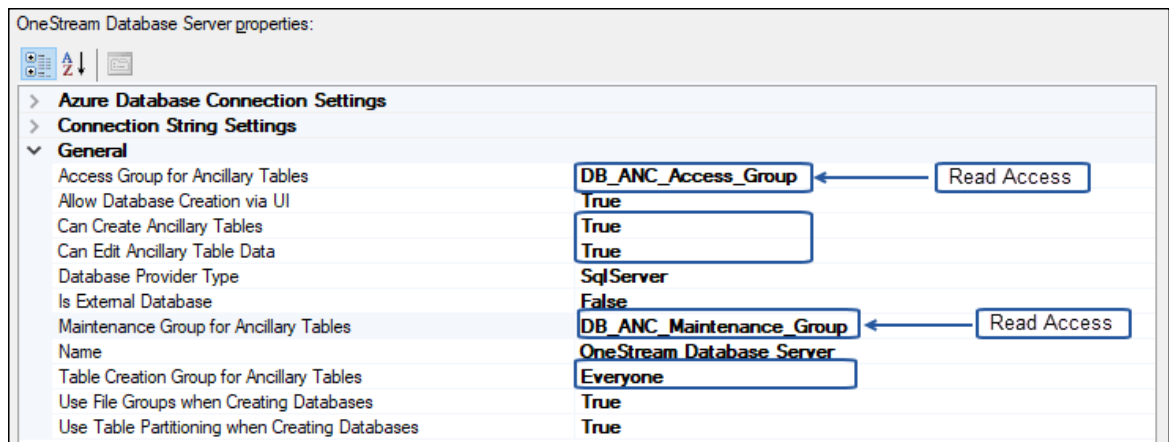 OneStream Database Server properties:
Azure Database Connection Settings
Connection String Settings
General
Access Group for Ancillary Tables DB_ANC_Access_Group Read Access
Allow Database Creation via UI True
Can Create Ancillary Tables True
Can Edit Ancillary Table Data True
Database Provider Type SqlServer
Is External Database False
Maintenance Group for Ancillary Tables DB_ANC_Maintenance_Group Read Access
Name OneStream Database Server
Table Creation Group for Ancillary Tables Everyone
Use File Groups when Creating Databases True
Use Table Partitioning when Creating Databases True